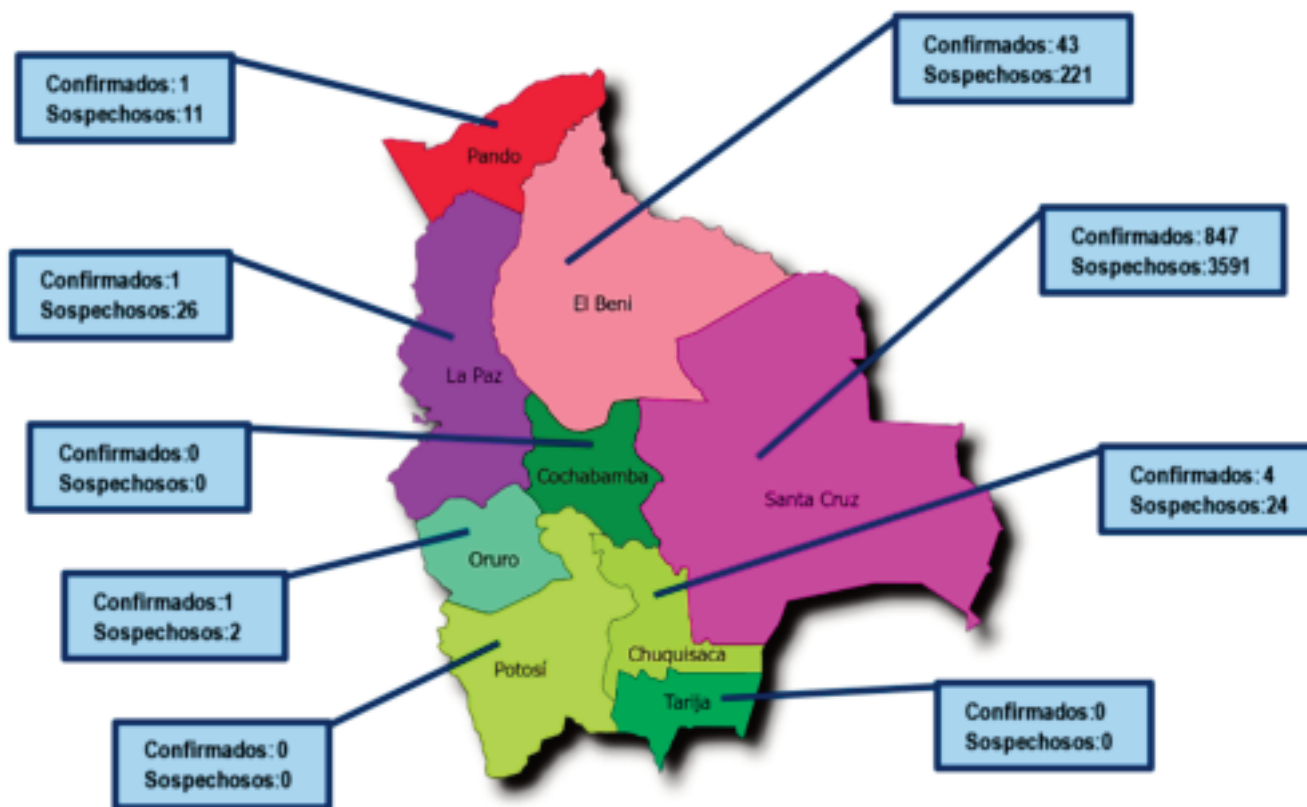 Confirmados: 43
Sospechosos:221
Confirmados: 1
Sospechosos:11
Pando
Confirmados: 847
Sospechosos:3591
Confirmados:1
Sospechosos:26
El Beni
La Paz
Confirmados:0
Sospechosos:0
Cochabamba
Santa Cruz
Confirmados: 4
Sospechosos:24
Oruro
Confirmados:1
Sospechosos:2
Potosí
Chuquisaca
Tarija
Confirmados:0
Sospechosos:0
Confirmados: 0
Sospechosos:0